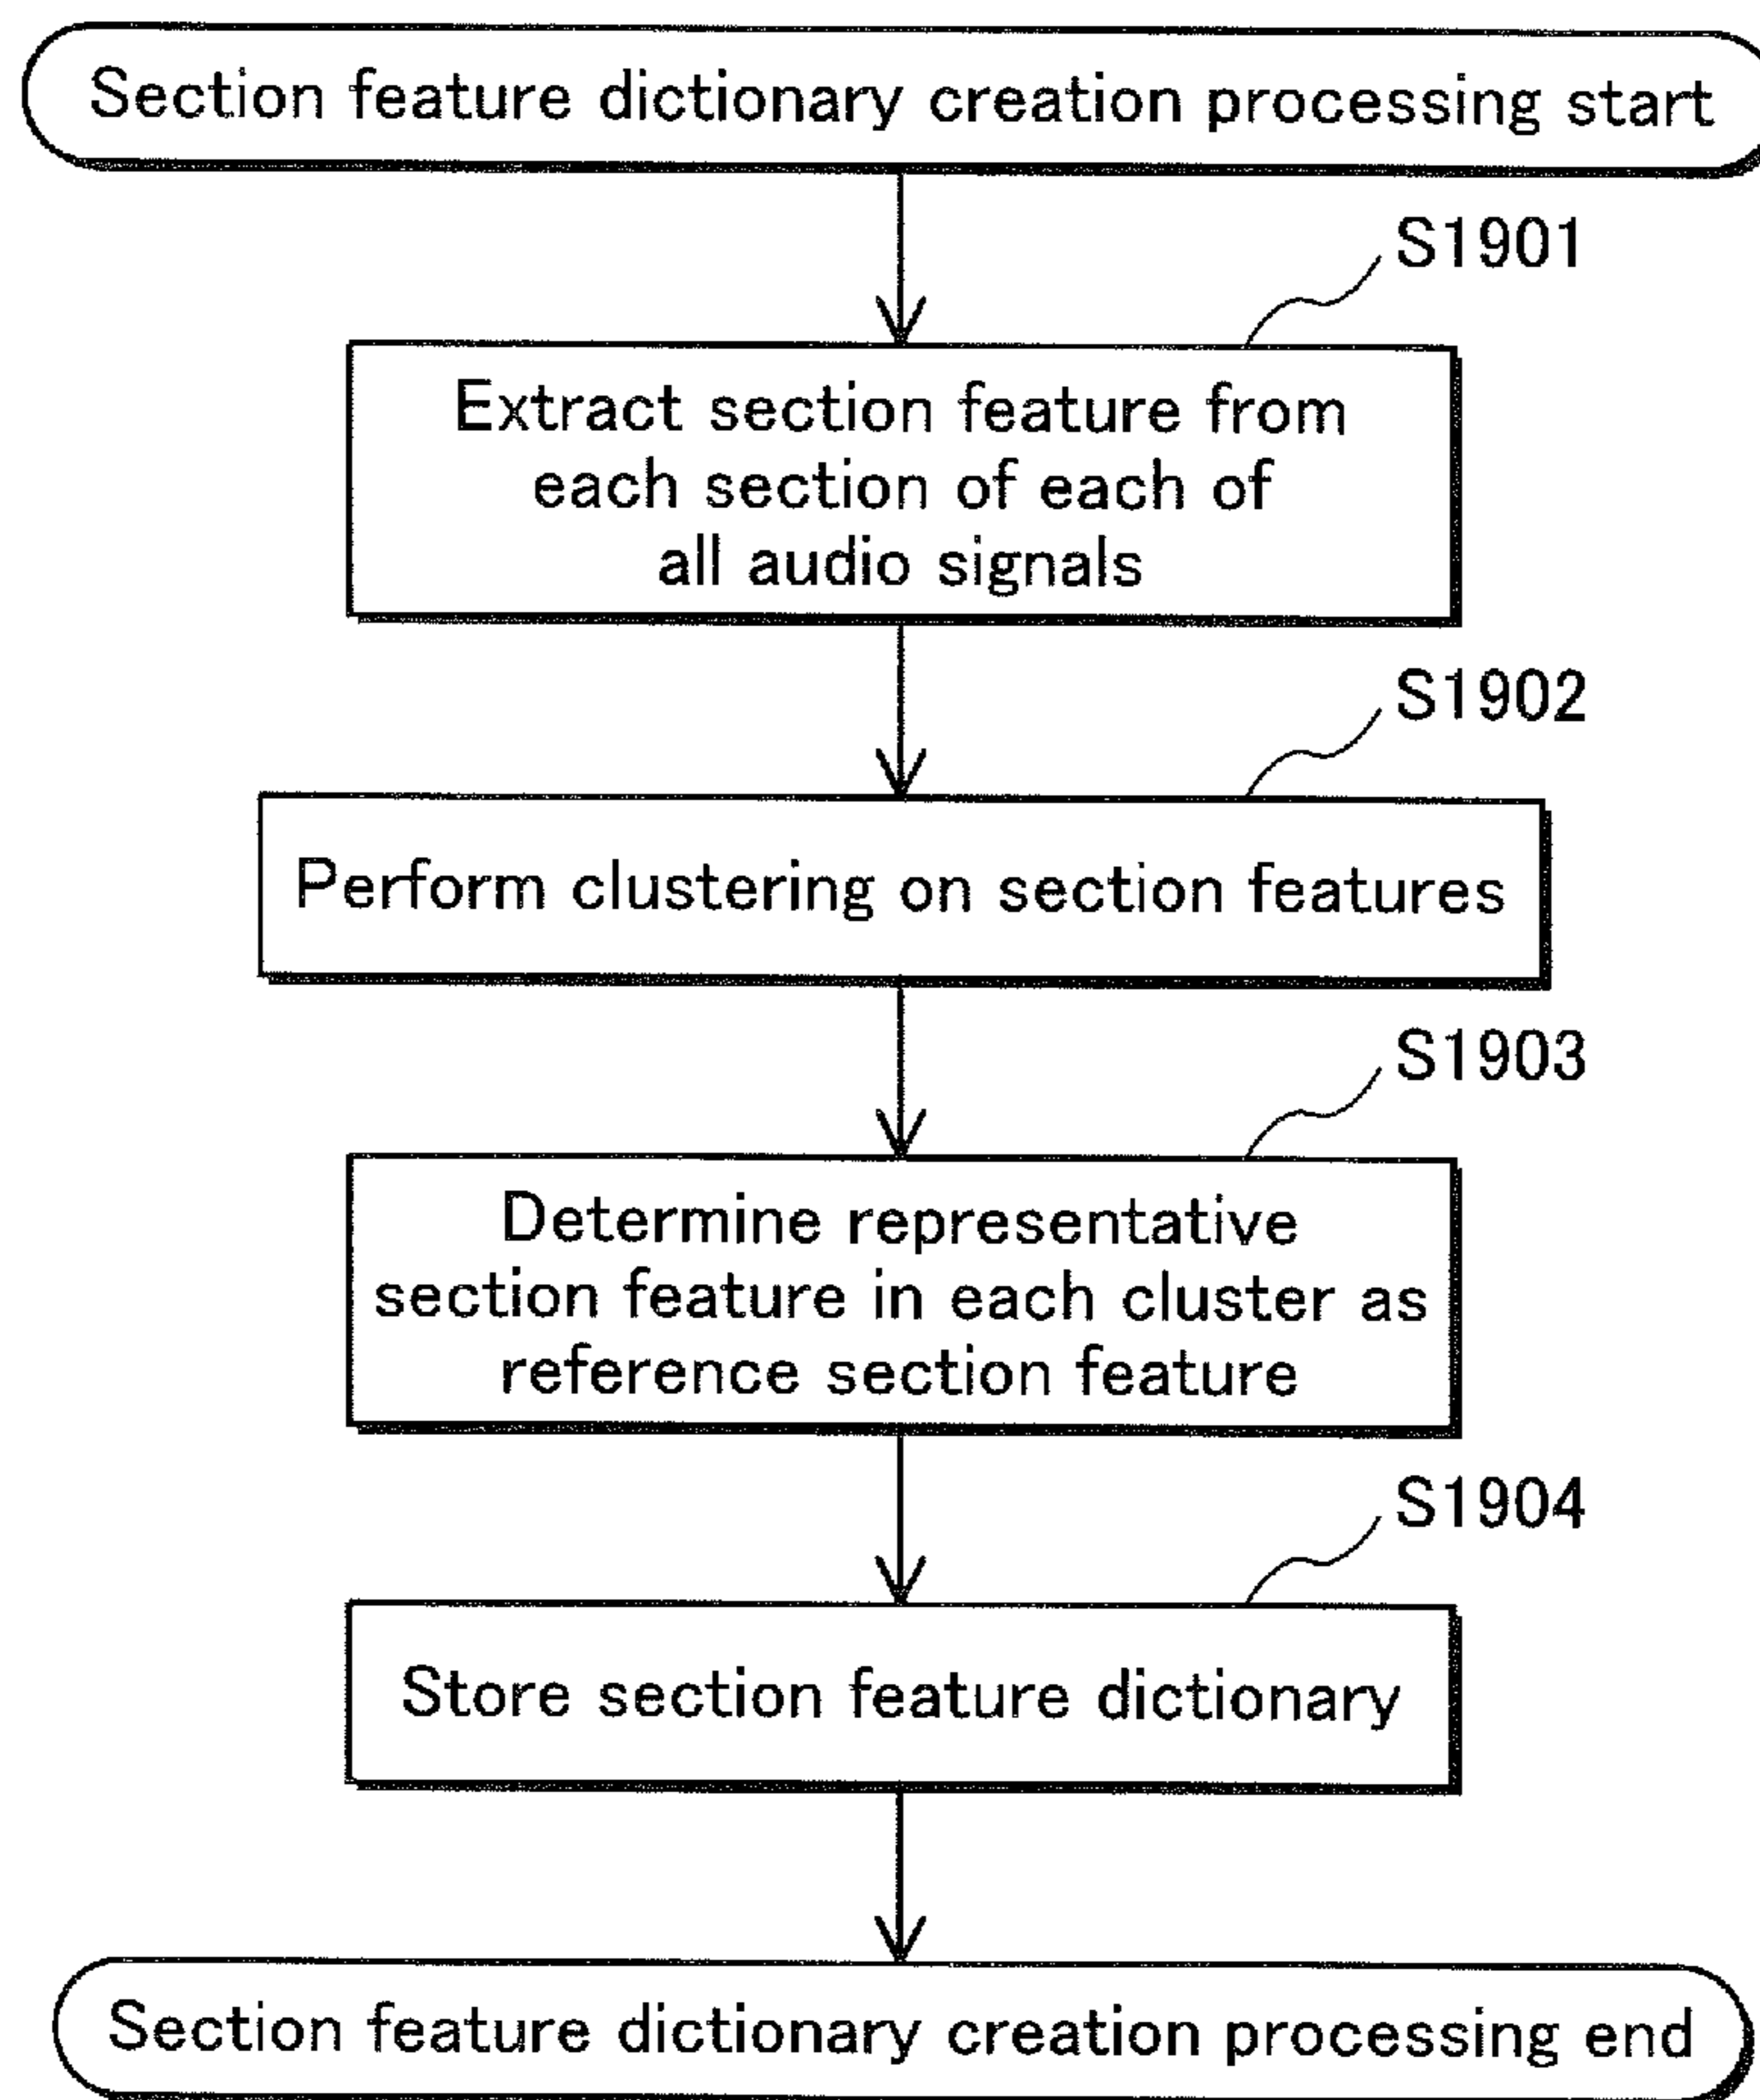 Section feature dictionary creation processing start
S1901
Extract section feature from
each section of each of
all audio signals
S1902
Perform clustering on section features
S1903
Determine representative
section feature in each cluster as
reference section feature
S1904
Store section feature dictionary
Section feature dictionary creation processing end